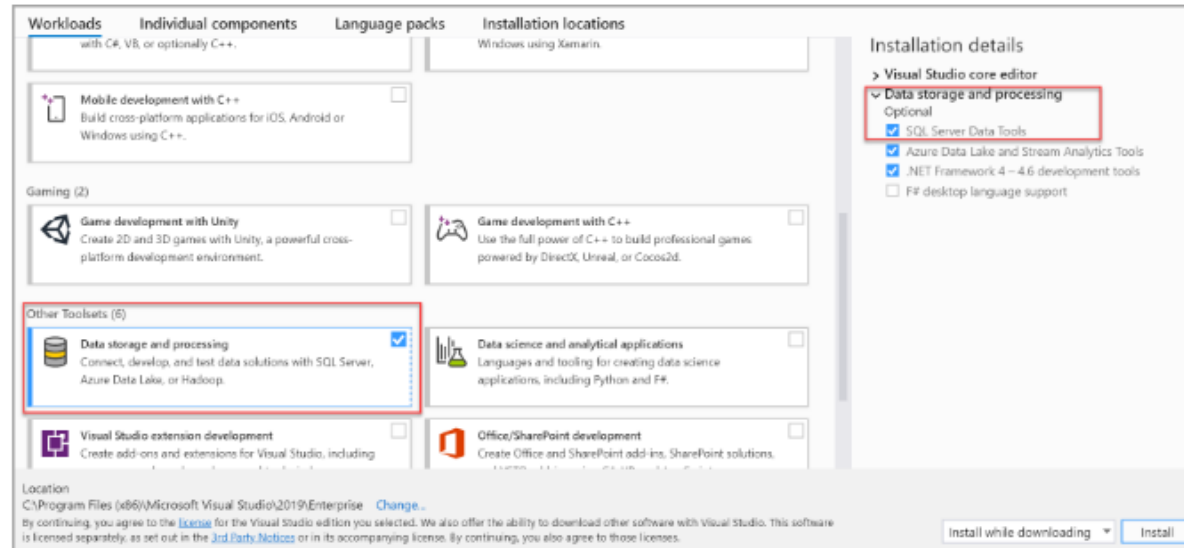 Workloads Individual components Language packs Installation locations
with C#, VB, or optionally C++.
Windows using Xamarin.
Mobile development with C++
Build cross-platform applications for iOS, Android or
Windows using C++.
Gaming (2)
Game development with Unity
Create 2D and 3D games with Unity, a powerful cross-
platform development environment.
Game development with C++
Use the full power of C++ to build professional games
powered by DirectX, Unreal, or Cocos2d.
Other Toolsets (6)
Data storage and processing
Connect, develop, and test data solutions with SQL Server,
Azure Data Lake, or Hadoop.
Data science and analytical applications
Languages and tooling for creating data science
applications, including Python and F#.
Visual Studio extension development
Create add-ons and extensions for Visual Studio, including
Office/SharePoint development
Create Office and SharePoint add-ins, SharePoint solutions,
Installation details
Visual Studio core editor
Data storage and processing
Optional
SQL Server Data Tools
Azure Data Lake and Stream Analytics Tools
.NET Framework 4 – 4.6 development tools
F# desktop language support
Location
C:\Program Files (x86)\Microsoft Visual Studio\2019\Enterprise Change...
By continuing, you agree to the license for the Visual Studio edition you selected. We also offer the ability to download other software with Visual Studio. This software
is licensed separately, as set out in the 3rd Party Notices or in its accompanying license. By continuing, you also agree to those licenses.
Install while downloading Install